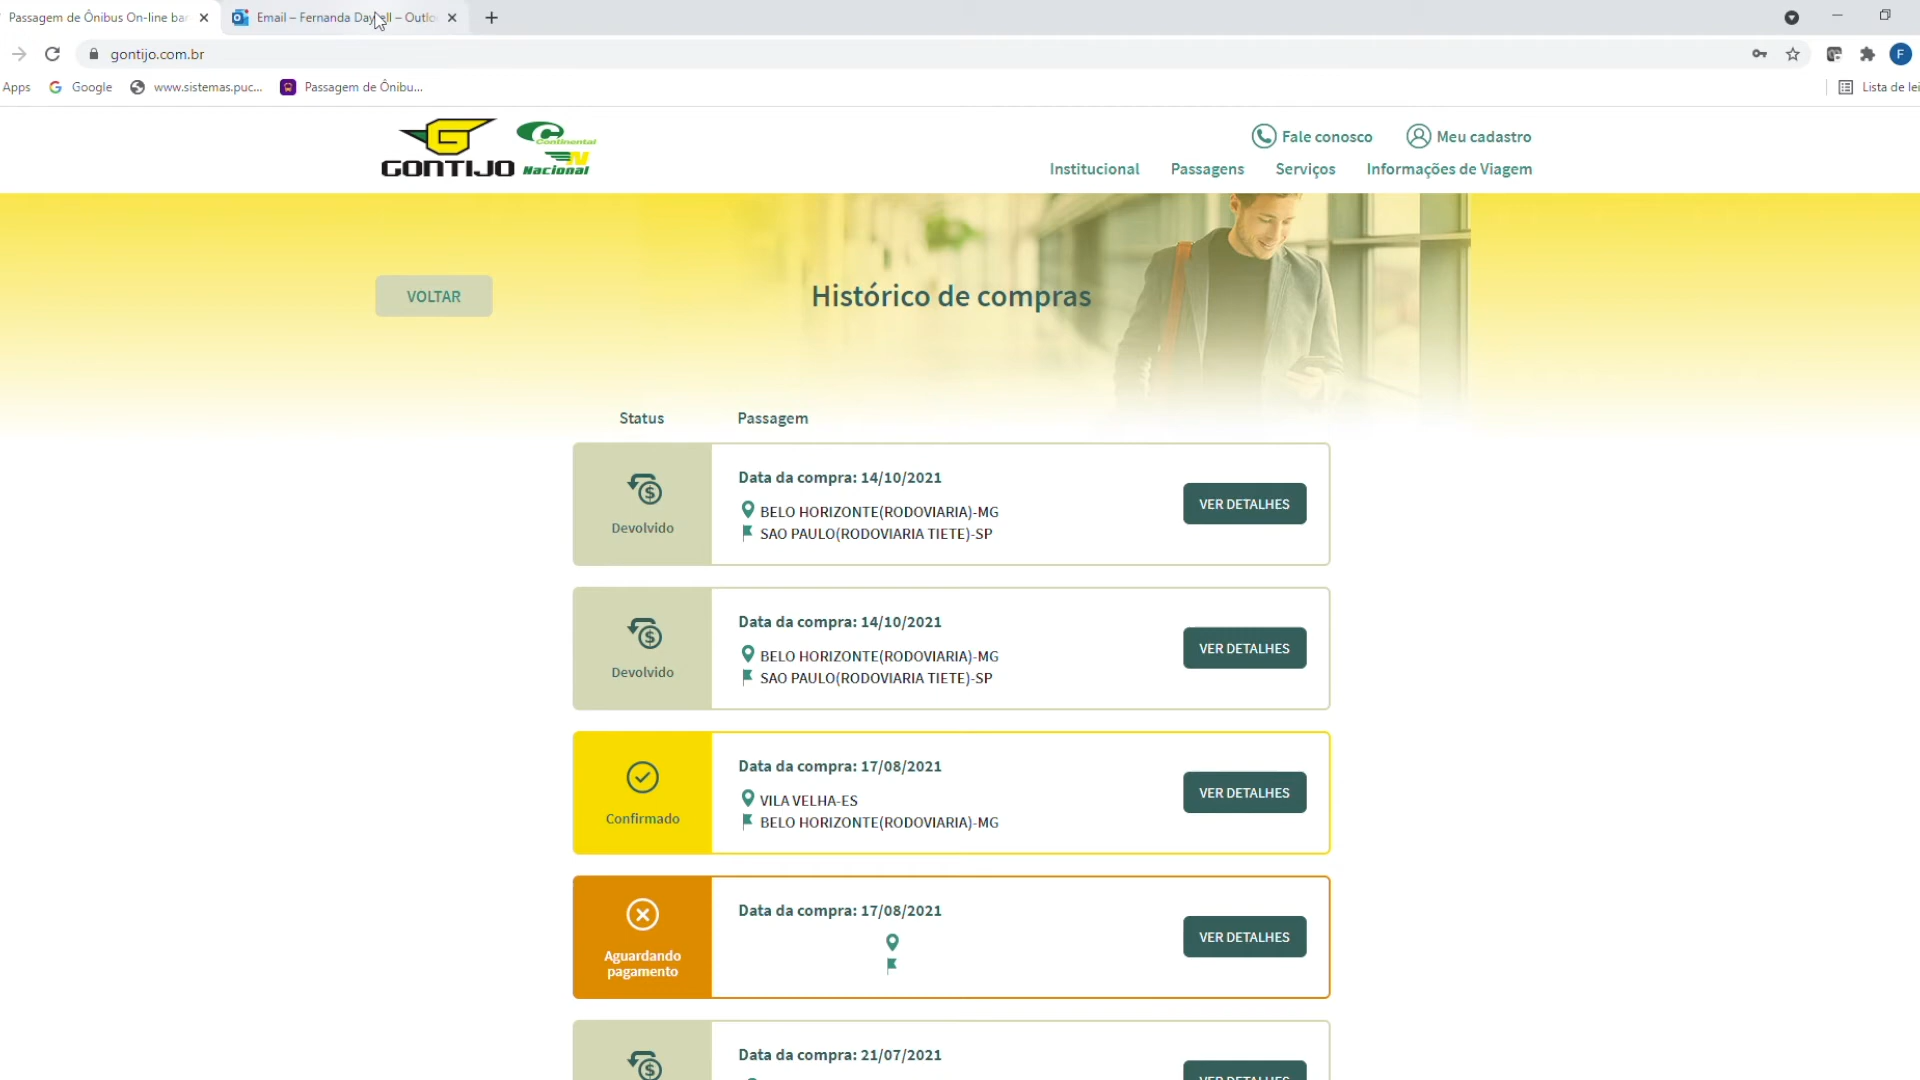 Passagem de Ônibus On-line bar
Email – Fernanda Day ll – Outlo
gontijo.com.br
F
Apps
Google
www.sistemas.puc...
Passagem de Ônibu...
Lista de lei
G
GONTIJO
Continental
Nacional
Fale conosco
Meu cadastro
Institucional
Passagens
Serviços
Informações de Viagem
VOLTAR
Histórico de compras
Status
Passagem
Devolvido
Data da compra: 14/10/2021
BELO HORIZONTE(RODOVIARIA)-MG
SAO PAULO(RODOVIARIA TIETE)-SP
VER DETALHES
Devolvido
Data da compra: 14/10/2021
BELO HORIZONTE(RODOVIARIA)-MG
SAO PAULO(RODOVIARIA TIETE)-SP
VER DETALHES
Confirmado
Data da compra: 17/08/2021
VILA VELHA-ES
BELO HORIZONTE(RODOVIARIA)-MG
VER DETALHES
Aguardando
pagamento
Data da compra: 17/08/2021
VER DETALHES
Data da compra: 21/07/2021
VER DETALHES